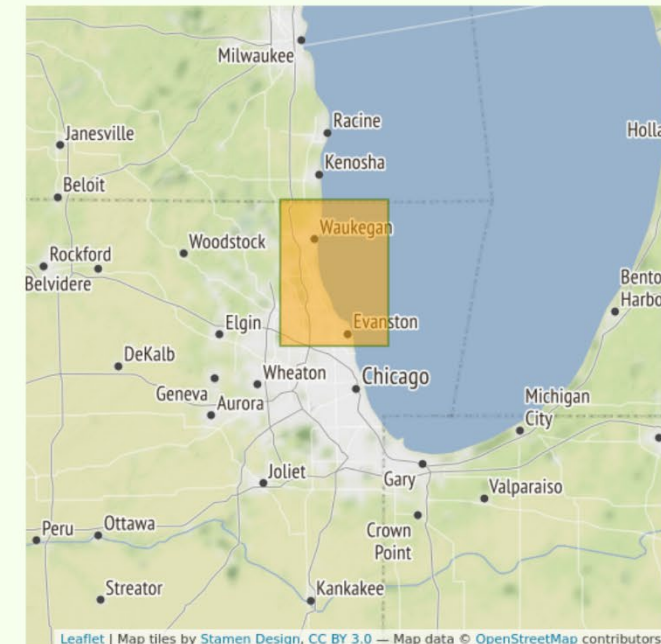 Milwaukee
Racine
Holla
Janesville
Kenosha
Beloit
Waukegan
Woodstock
Rockford
Belvidere
Bento
Harbo
Elgin
Evanston
DeKalb
Wheaton
Chicago
Geneva
Aurora
Michigan
City
Joliet
Gary
Valparaiso
Peru
Ottawa
Crown
Point
Streator
Kankakee
Leaflet | Map tiles by Stamen Design, CC BY 3.0 — Map data © OpenStreetMap contributors